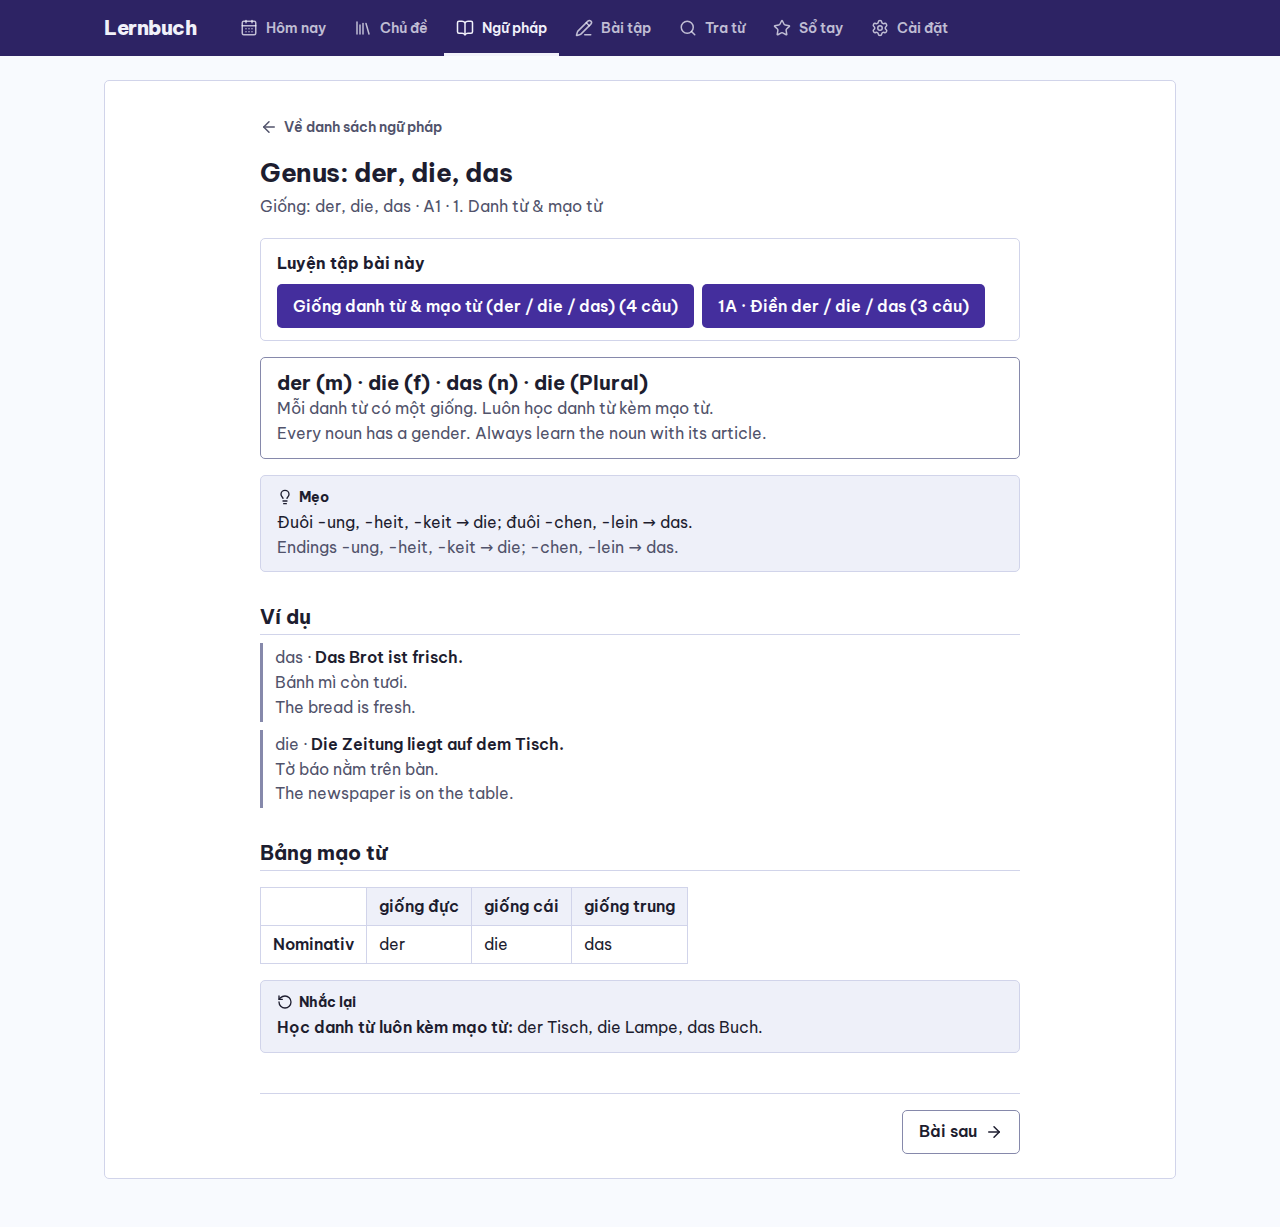 Lernbuch
Hôm nay
Chủ đề
Ngữ pháp
Bài tập
Tra từ
Sổ tay
Cài đặt
Về danh sách ngữ pháp
Genus: der, die, das
Giống: der, die, das · A1 · 1. Danh từ & mạo từ
Luyện tập bài này
Giống danh từ & mạo từ (der / die / das) (4 câu)
1A · Điền der / die / das (3 câu)
der (m) · die (f) · das (n) · die (Plural)
Mỗi danh từ có một giống. Luôn học danh từ kèm mạo từ.
Every noun has a gender. Always learn the noun with its article.
Mẹo
Đuôi -ung, -heit, -keit → die; đuôi -chen, -lein → das.
Endings -ung, -heit, -keit → die; -chen, -lein → das.
Ví dụ
das · Das Brot ist frisch.
Bánh mì còn tươi.
The bread is fresh.
die · Die Zeitung liegt auf dem Tisch.
Tờ báo nằm trên bàn.
The newspaper is on the table.
Bảng mạo từ
giống đực giống cái giống trung
Nominativ der die das
Nhắc lại
Học danh từ luôn kèm mạo từ: der Tisch, die Lampe, das Buch.
Bài sau